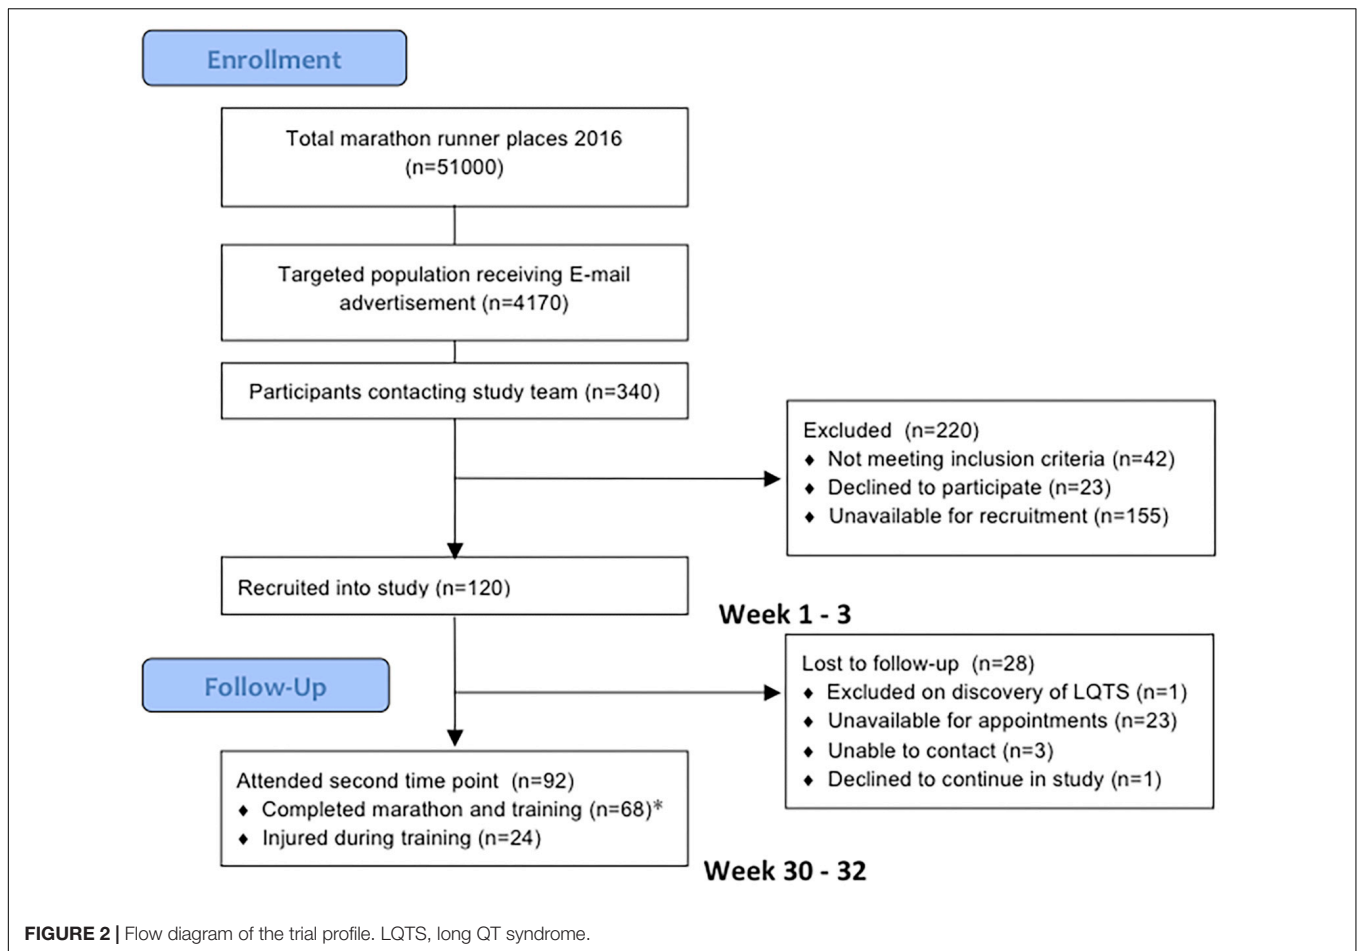 Enrollment
Total marathon runner places 2016
(n=51000)
Targeted population receiving E-mail
advertisement (n=4170)
Participants contacting study team (n=340)
Excluded (n=220)
♦ Not meeting inclusion criteria (n=42)
♦ Declined to participate (n=23)
♦ Unavailable for recruitment (n=155)
Recruited into study (n=120)
Week 1 - 3
Follow-Up
Lost to follow-up (n=28)
♦ Excluded on discovery of LQTS (n=1)
♦ Unavailable for appointments (n=23)
♦ Unable to contact (n=3)
♦ Declined to continue in study (n=1)
Attended second time point (n=92)
♦ Completed marathon and training (n=68)*
♦ Injured during training (n=24)
Week 30 - 32
FIGURE 2 | Flow diagram of the trial profile. LQTS, long QT syndrome.